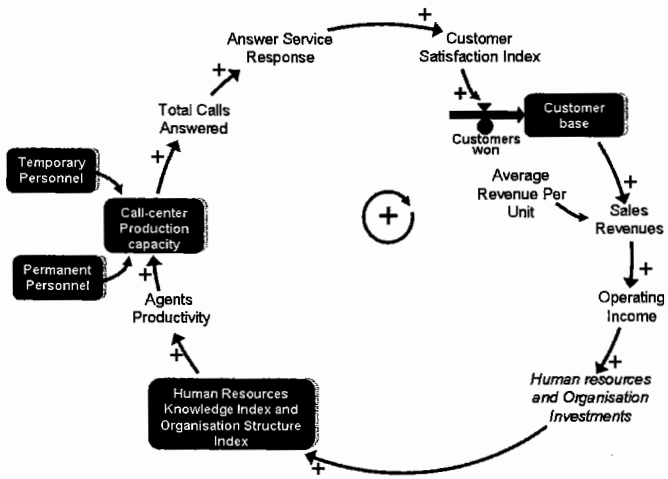 Answer Service
Response
+
Customer
Satisfaction Index
+
Total Calls
Answered
+
Customers
won
Customer
base
+
Temporary
Personnel
Average
Revenue Per
Unit
+
Call-center
Production
capacity
+
Sales
Revenues
Permanent
Personnel
+
Agents
Productivity
+
Operating
Income
+
+
Human Resources
Knowledge Index and
Organisation Structure
Index
Human resources
and Organisation
Investments
+